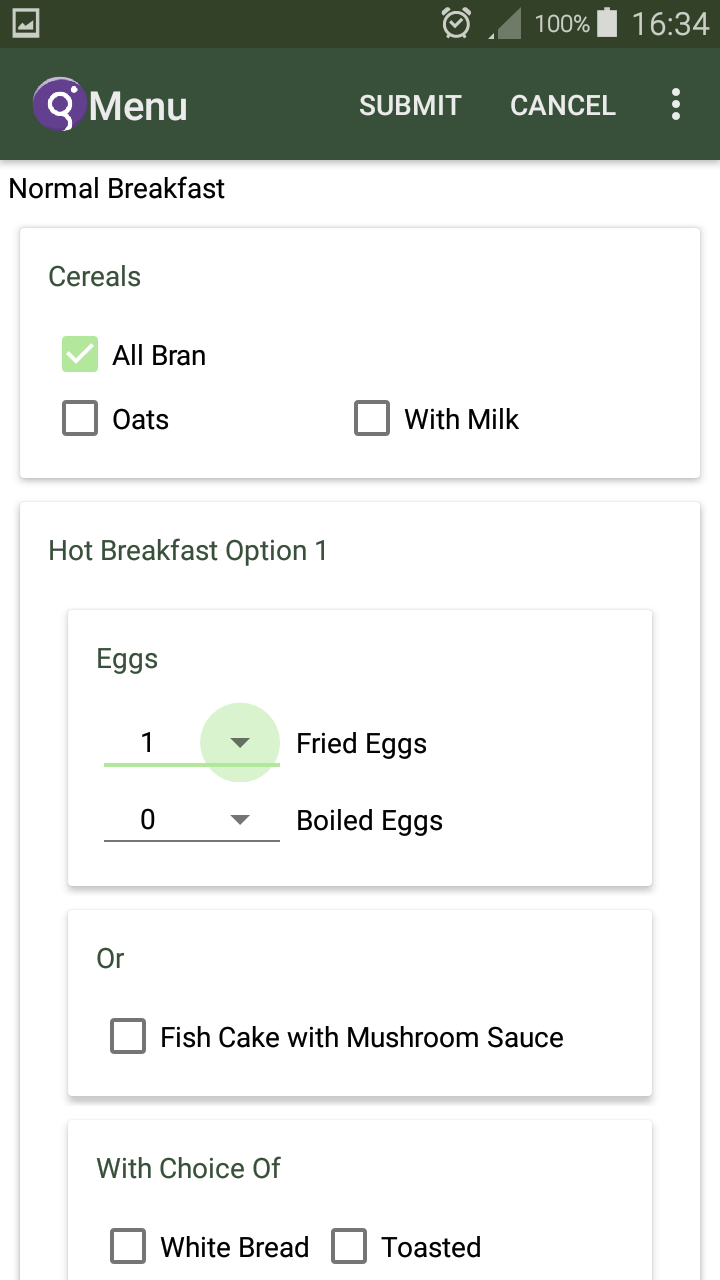 100% 16:34
Menu SUBMIT CANCEL
Normal Breakfast
Cereals
All Bran
Oats With Milk
Hot Breakfast Option 1
Eggs
1 Fried Eggs
0 Boiled Eggs
Or
Fish Cake with Mushroom Sauce
With Choice Of
White Bread Toasted